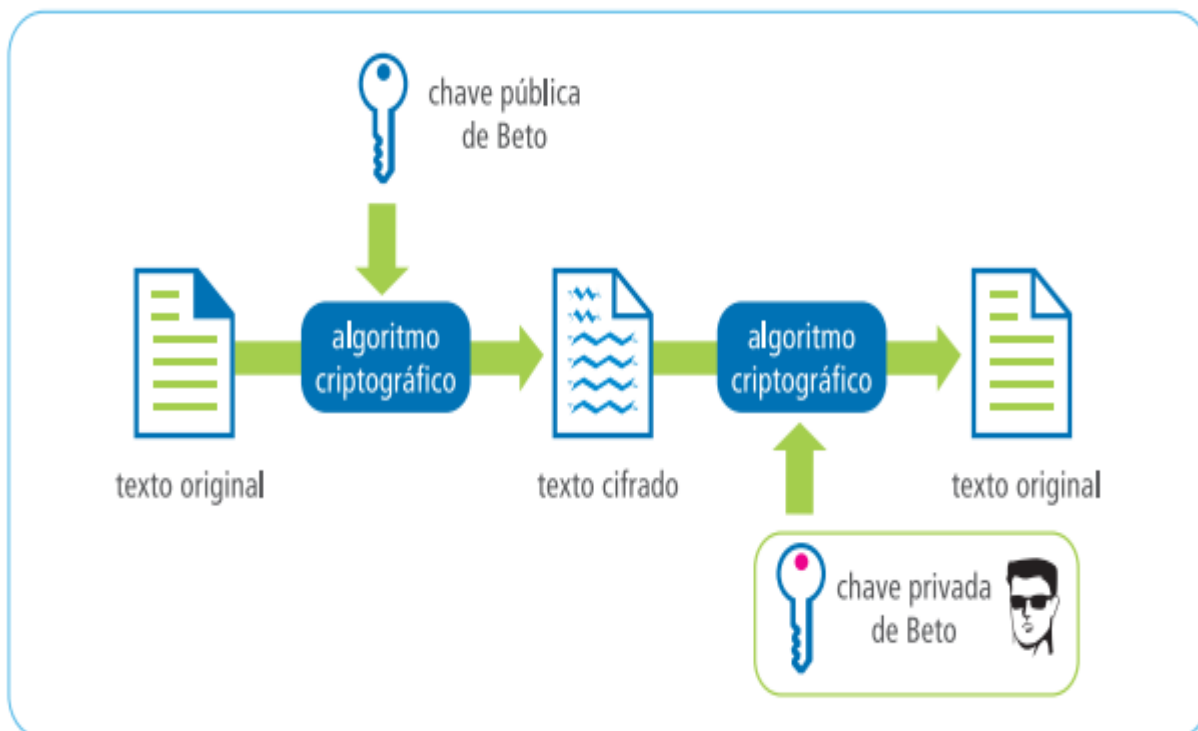 chave pública
de Beto
algoritmo
criptográfico
algoritmo
criptográfico
texto original
texto cifrado
texto original
chave privada
de Beto